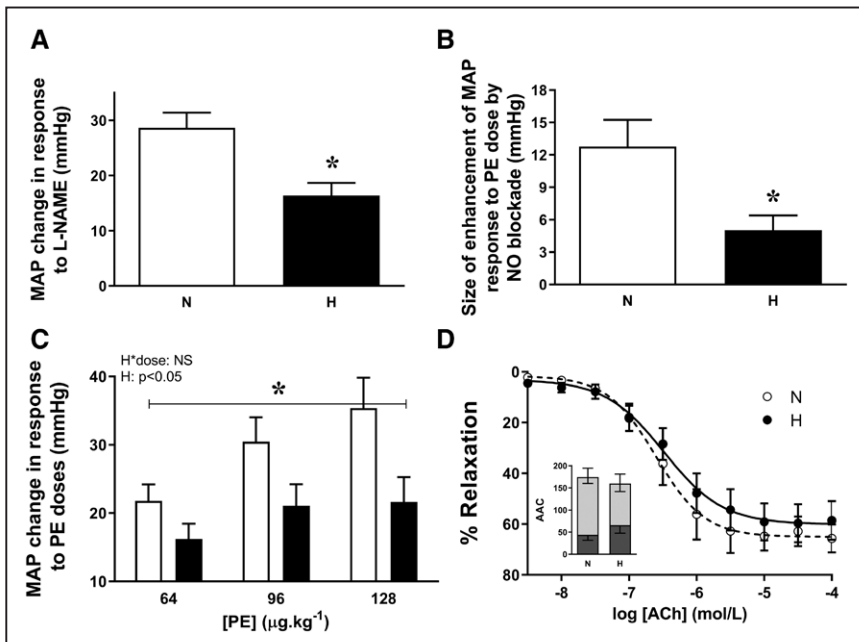 A
MAP change in response
to L-NAME (mmHg)
30
20
10
0
*
N
H
B
Size of enhancement of MAP
response to PE dose by
NO blockade (mmHg)
18
15
12
9
6
3
0
*
N
H
C
H*dose: NS
H: p<0.05
*
MAP change in response
to PE doses (mmHg)
40
30
20
10
64
96
128
[PE] (μg.kg⁻¹)
D
% Relaxation
0
20
40
60
80
N
H
AAC
200
150
100
50
0
N
H
-8
-7
-6
-5
-4
log [ACh] (mol/L)